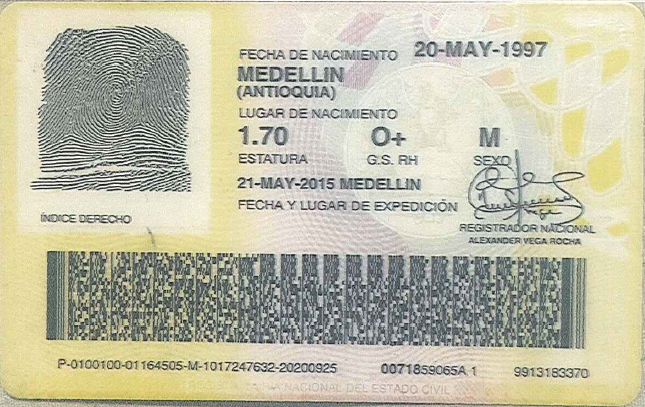 FECHA DE NACIMIENTO 20-MAY-1997
MEDELLIN
(ANTIOQUIA)
LUGAR DE NACIMIENTO
1.70 O+ M
ESTATURA G.S. RH SEXO
21-MAY-2015 MEDELLIN
FECHA Y LUGAR DE EXPEDICIÓN
ÍNDICE DERECHO
REGISTRADOR NACIONAL
ALEXANDER VEGA ROCHA
P-0100100-01164505-M-1017247632-20200925 0071859065A 1 9913183370
NACIONAL DEL ESTADO CIVIL